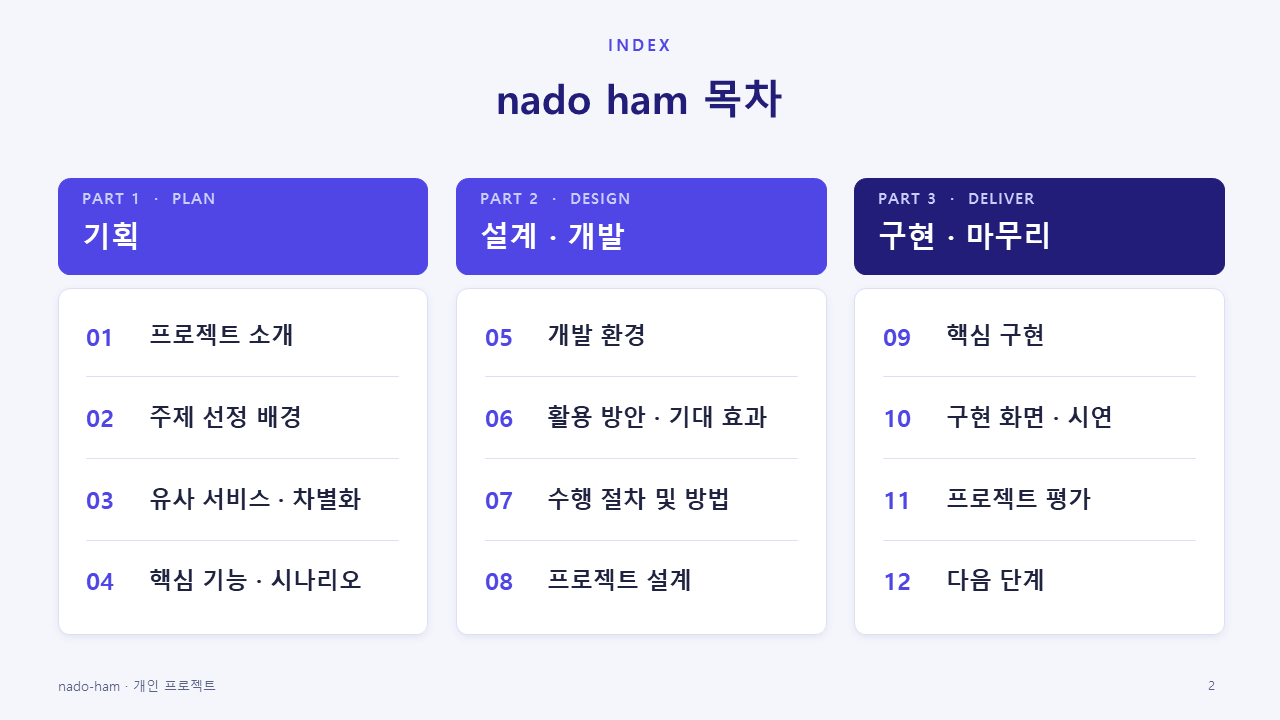 INDEX
nado ham 목차
PART 1 · PLAN
기획
01 프로젝트 소개
02 주제 선정 배경
03 유사 서비스 · 차별화
04 핵심 기능 · 시나리오
PART 2 · DESIGN
설계 · 개발
05 개발 환경
06 활용 방안 · 기대 효과
07 수행 절차 및 방법
08 프로젝트 설계
PART 3 · DELIVER
구현 · 마무리
09 핵심 구현
10 구현 화면 · 시연
11 프로젝트 평가
12 다음 단계
nado-ham · 개인 프로젝트
2